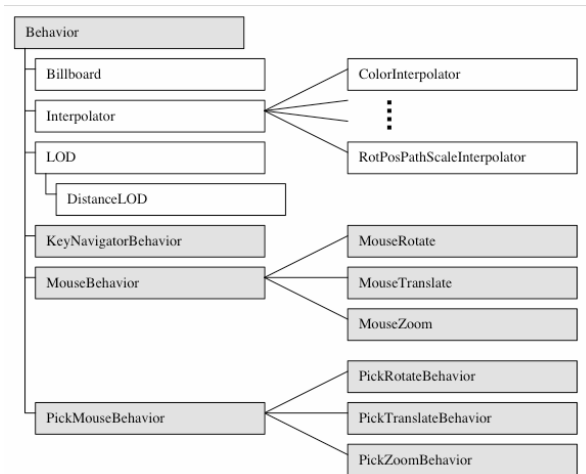 Behavior
Billboard
ColorInterpolator
Interpolator
LOD
RotPosPathScaleInterpolator
DistanceLOD
KeyNavigatorBehavior
MouseRotate
MouseBehavior
MouseTranslate
MouseZoom
PickRotateBehavior
PickMouseBehavior
PickTranslateBehavior
PickZoomBehavior